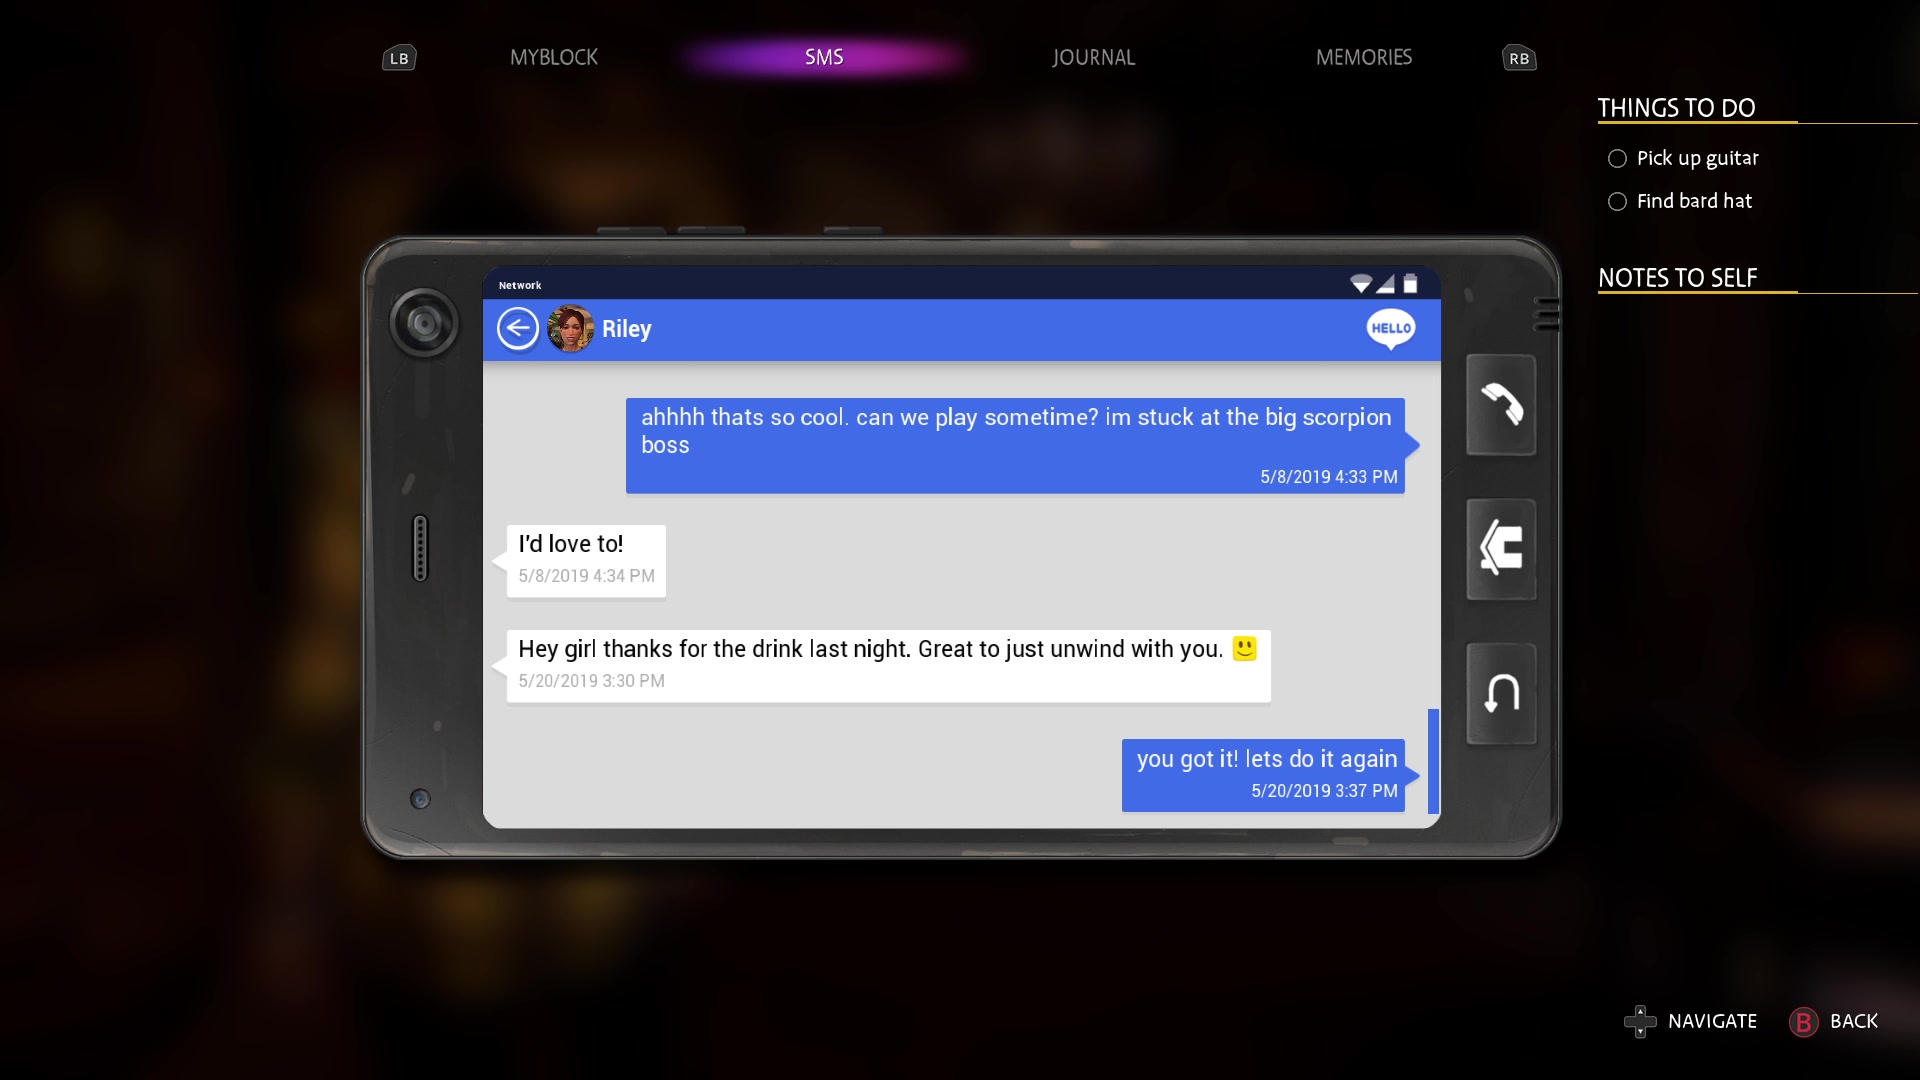 LB
MYBLOCK
SMS
JOURNAL
MEMORIES
RB
THINGS TO DO
Pick up guitar
Find bard hat
NOTES TO SELF
Network
Riley
HELLO
ahhhh thats so cool. can we play sometime? im stuck at the big scorpion
boss
5/8/2019 4:33 PM
I'd love to!
5/8/2019 4:34 PM
Hey girl thanks for the drink last night. Great to just unwind with you.
5/20/2019 3:30 PM
you got it! lets do it again
5/20/2019 3:37 PM
NAVIGATE
B BACK